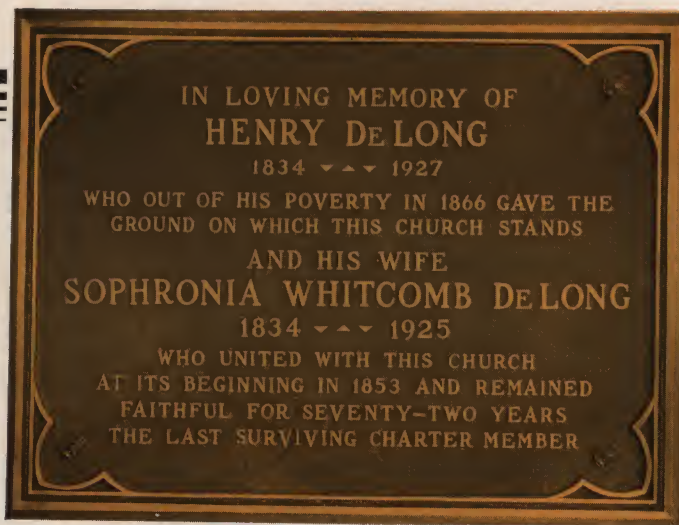 IN LOVING MEMORY OF
HENRY DELONG
1834 1927
WHO OUT OF HIS POVERTY IN 1866 GAVE THE
GROUND ON WHICH THIS CHURCH STANDS
AND HIS WIFE
SOPHRONIA WHITCOMB DELONG
1834 1925
WHO UNITED WITH THIS CHURCH
AT ITS BEGINNING IN 1853 AND REMAINED
FAITHFUL FOR SEVENTY-TWO YEARS
THE LAST SURVIVING CHARTER MEMBER